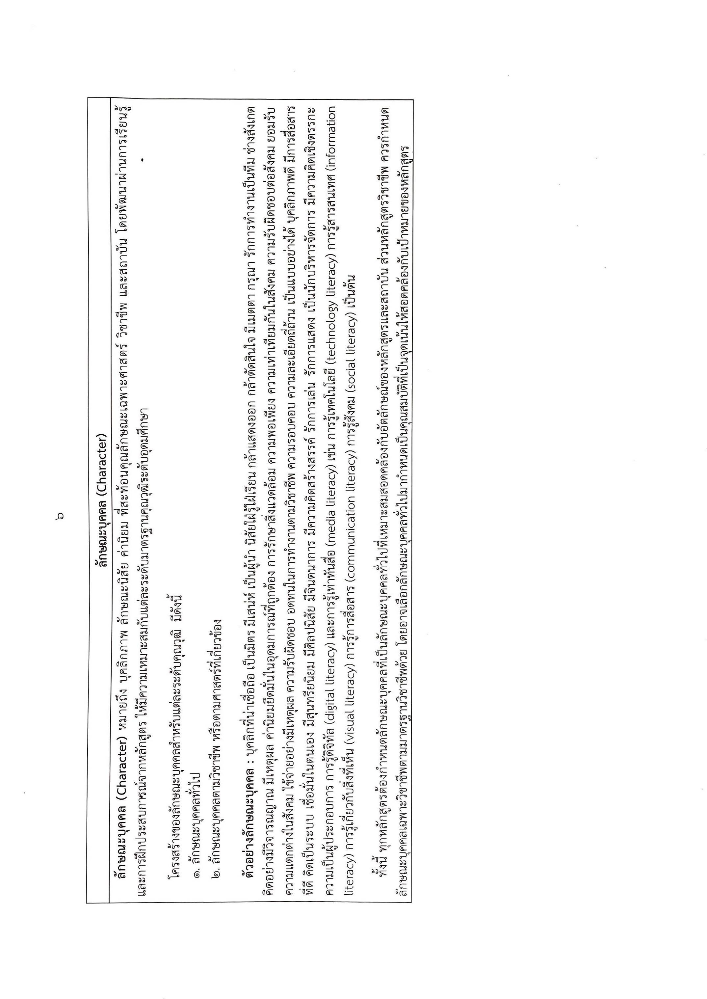 ๖
ลักษณะบุคคล (Character)
ลักษณะบุคคล (Character) หมายถึง บุคลิกภาพ ลักษณะนิสัย ค่านิยม ที่สะท้อนคุณลักษณะเฉพาะศาสตร์ วิชาชีพ และสถาบัน โดยพัฒนาผ่านการเรียนรู้
และการฝึกประสบการณ์จากหลักสูตร ให้มีความเหมาะสมกับแต่ละระดับมาตรฐานคุณวุฒิระดับอุดมศึกษา
โครงสร้างของลักษณะบุคคลสำหรับแต่ละระดับคุณวุฒิ มีดังนี้
๑. ลักษณะบุคคลทั่วไป
๒. ลักษณะบุคคลตามวิชาชีพ หรือตามศาสตร์ที่เกี่ยวข้อง
ตัวอย่างลักษณะบุคคล : บุคลิกที่น่าเชื่อถือ เป็นมิตร มีเสน่ห์ เป็นผู้นำ นิสัยใฝ่รู้ใฝ่เรียน กล้าแสดงออก กล้าตัดสินใจ มีเมตตา กรุณา รักการทำงานเป็นทีม ช่างสังเกต
คิดอย่างมีวิจารณญาณ มีเหตุผล ค่านิยมยึดมั่นในอุดมการณ์ที่ถูกต้อง การรักษาสิ่งแวดล้อม ความพอเพียง ความเท่าเทียมกันในสังคม ความรับผิดชอบต่อสังคม ยอมรับ
ความแตกต่างในสังคม ใช้จ่ายอย่างมีเหตุผล ความรับผิดชอบ อดทนในการทำงานตามวิชาชีพ ความรอบคอบ ความละเอียดถี่ถ้วน เป็นแบบอย่างได้ บุคลิกภาพดี มีการสื่อสาร
ที่ดี คิดเป็นระบบ เชื่อมั่นในตนเอง มีสุนทรียนิยม มีศิลปนิสัย มีจินตนาการ มีความคิดสร้างสรรค์ รักการเล่น รักการแสดง เป็นนักบริหารจัดการ มีความคิดเชิงตรรกะ
ความเป็นผู้ประกอบการ การรู้ดิจิทัล (digital literacy) และการรู้เท่าทันสื่อ (media literacy) เช่น การรู้เทคโนโลยี (technology literacy) การรู้สารสนเทศ (information
literacy) การรู้เกี่ยวกับสิ่งที่เห็น (visual literacy) การรู้การสื่อสาร (communication literacy) การรู้สังคม (social literacy) เป็นต้น
ทั้งนี้ ทุกหลักสูตรต้องกำหนดลักษณะบุคคลที่เป็นลักษณะบุคคลทั่วไปที่เหมาะสมสอดคล้องกับอัตลักษณ์ของหลักสูตรและสถาบัน ส่วนหลักสูตรวิชาชีพ ควรกำหนด
ลักษณะบุคคลเฉพาะวิชาชีพตามมาตรฐานวิชาชีพด้วย โดยอาจเลือกลักษณะบุคคลทั่วไปมากำหนดเป็นคุณสมบัติที่เป็นจุดเน้นให้สอดคล้องกับเป้าหมายของหลักสูตร